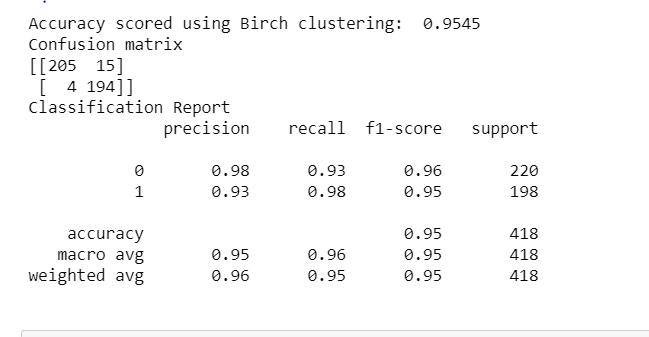 Accuracy scored using Birch clustering:  0.9545
Confusion matrix
[[205  15]
 [  4 194]]
Classification Report
              precision    recall  f1-score   support

           0       0.98      0.93      0.96       220
           1       0.93      0.98      0.95       198

    accuracy                           0.95       418
   macro avg       0.95      0.96      0.95       418
weighted avg       0.96      0.95      0.95       418